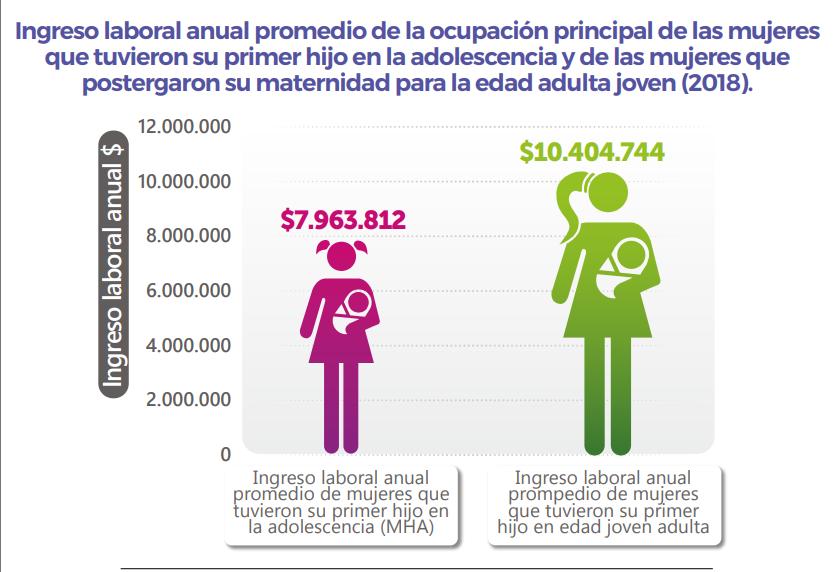 Ingreso laboral anual promedio de la ocupación principal de las mujeres
que tuvieron su primer hijo en la adolescencia y de las mujeres que
postergaron su maternidad para la edad adulta joven (2018).
Ingreso laboral anual $
12.000.000
10.000.000
8.000.000
6.000.000
4.000.000
2.000.000
0
$7.963.812
$10.404.744
Ingreso laboral anual
promedio de mujeres que
tuvieron su primer hijo en
la adolescencia (MHA)
Ingreso laboral anual
prompedio de mujeres
que tuvieron su primer
hijo en edad joven adulta